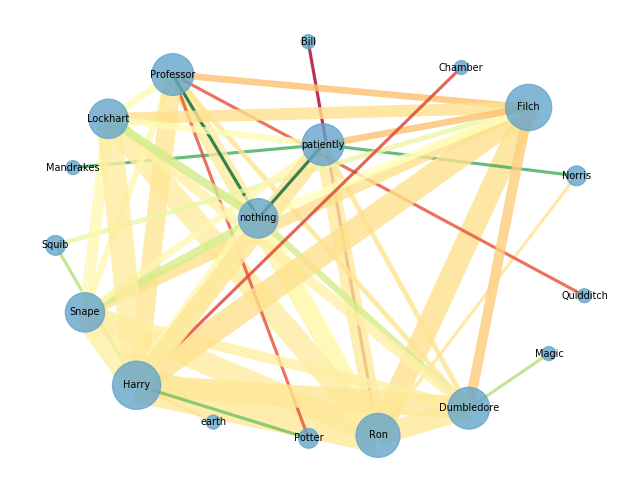 Bill
Chamber
Professor
Filch
Lockhart
patiently
Mandrakes
Norris
nothing
Squib
Quidditch
Snape
Magic
Harry
Dumbledore
earth
Ron
Potter